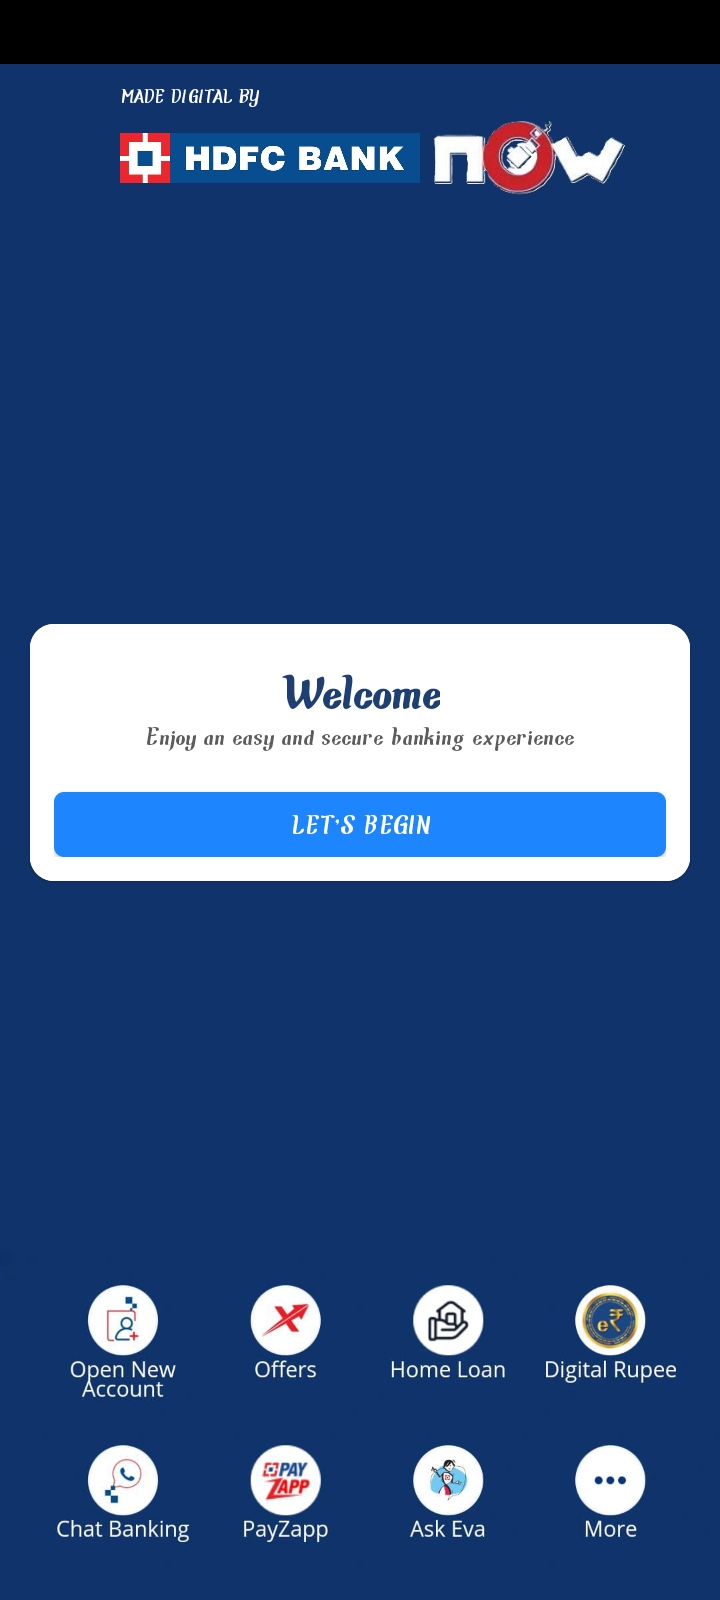 MADE DIGITAL BY
HDFC BANK now
Welcome
Enjoy an easy and secure banking experience
LET'S BEGIN
Open New Account
Offers
Home Loan
Digital Rupee
e₹
Chat Banking
PAY ZAPP
PayZapp
Ask Eva
More